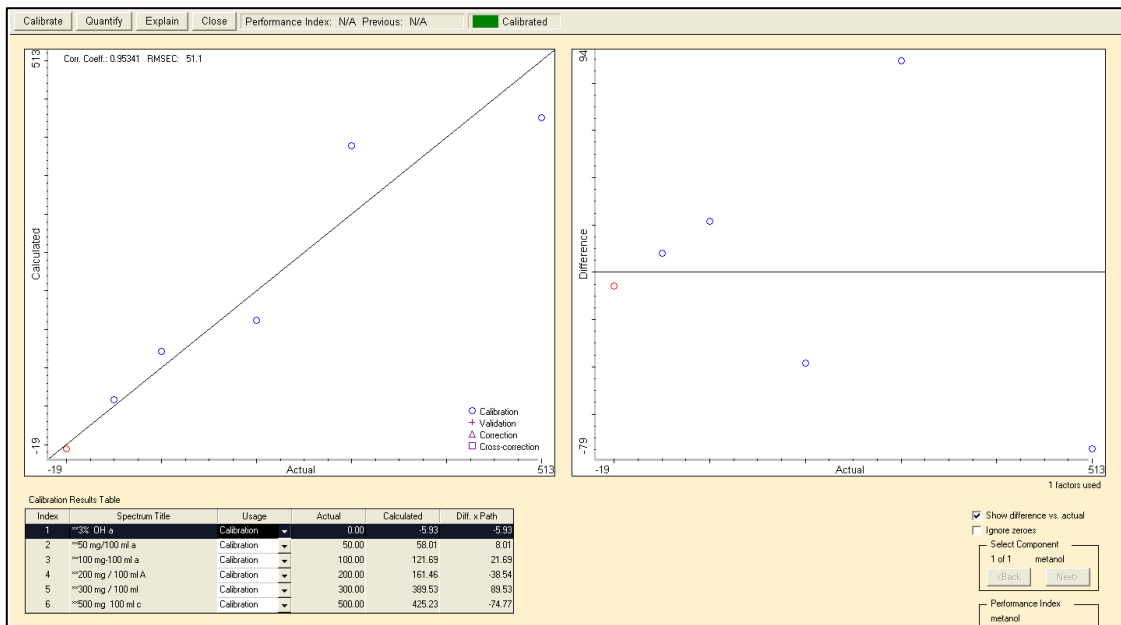 Calibrate Quantify Explain Close Performance Index: N/A Previous: N/A Calibrated
513
Corr. Coeff.: 0.95341 RMSEC: 51.1
Calculated
Calibration
Validation
Correction
Cross-correction
-19
-19 Actual 513
94
Difference
-79
-19 Actual 513
1 factors used
Calibration Results Table
Index Spectrum Title Usage Actual Calculated Diff. x Path
1 **3% OH a Calibration 0.00 -5.93 -5.93
2 **50 mg/100 ml a Calibration 50.00 58.01 8.01
3 **100 mg-100 ml a Calibration 100.00 121.69 21.69
4 **200 mg / 100 ml A Calibration 200.00 161.46 -38.54
5 **300 mg / 100 ml Calibration 300.00 389.53 89.53
6 **500 mg 100 ml c Calibration 500.00 425.23 -74.77
Show difference vs. actual
Ignore zeroes
Select Component
1 of 1 metanol
<Back Next>
Performance Index
metanol